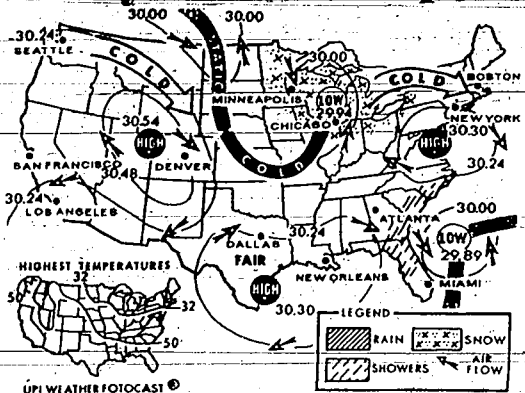 30.00
30.00
30.24
SEATTLE
COLD
30.00
COLD
BOSTON
MINNEAPOLIS
LOW
29.94
CHICAGO
NEW YORK
30.30
30.54
HIGH
HIGH
SAN FRANCISCO
DENVER
COLD
30.24
30.48
30.24
LOS ANGELES
ATLANTA
30.00
DALLAS
30.24
LOW
29.89
FAIR
HIGHEST TEMPERATURES
32
NEW ORLEANS
MIAMI
HIGH
50
30.30
32
50
LEGEND
RAIN
SNOW
SHOWERS
AIR FLOW
UPI WEATHER FOTOCAST ®